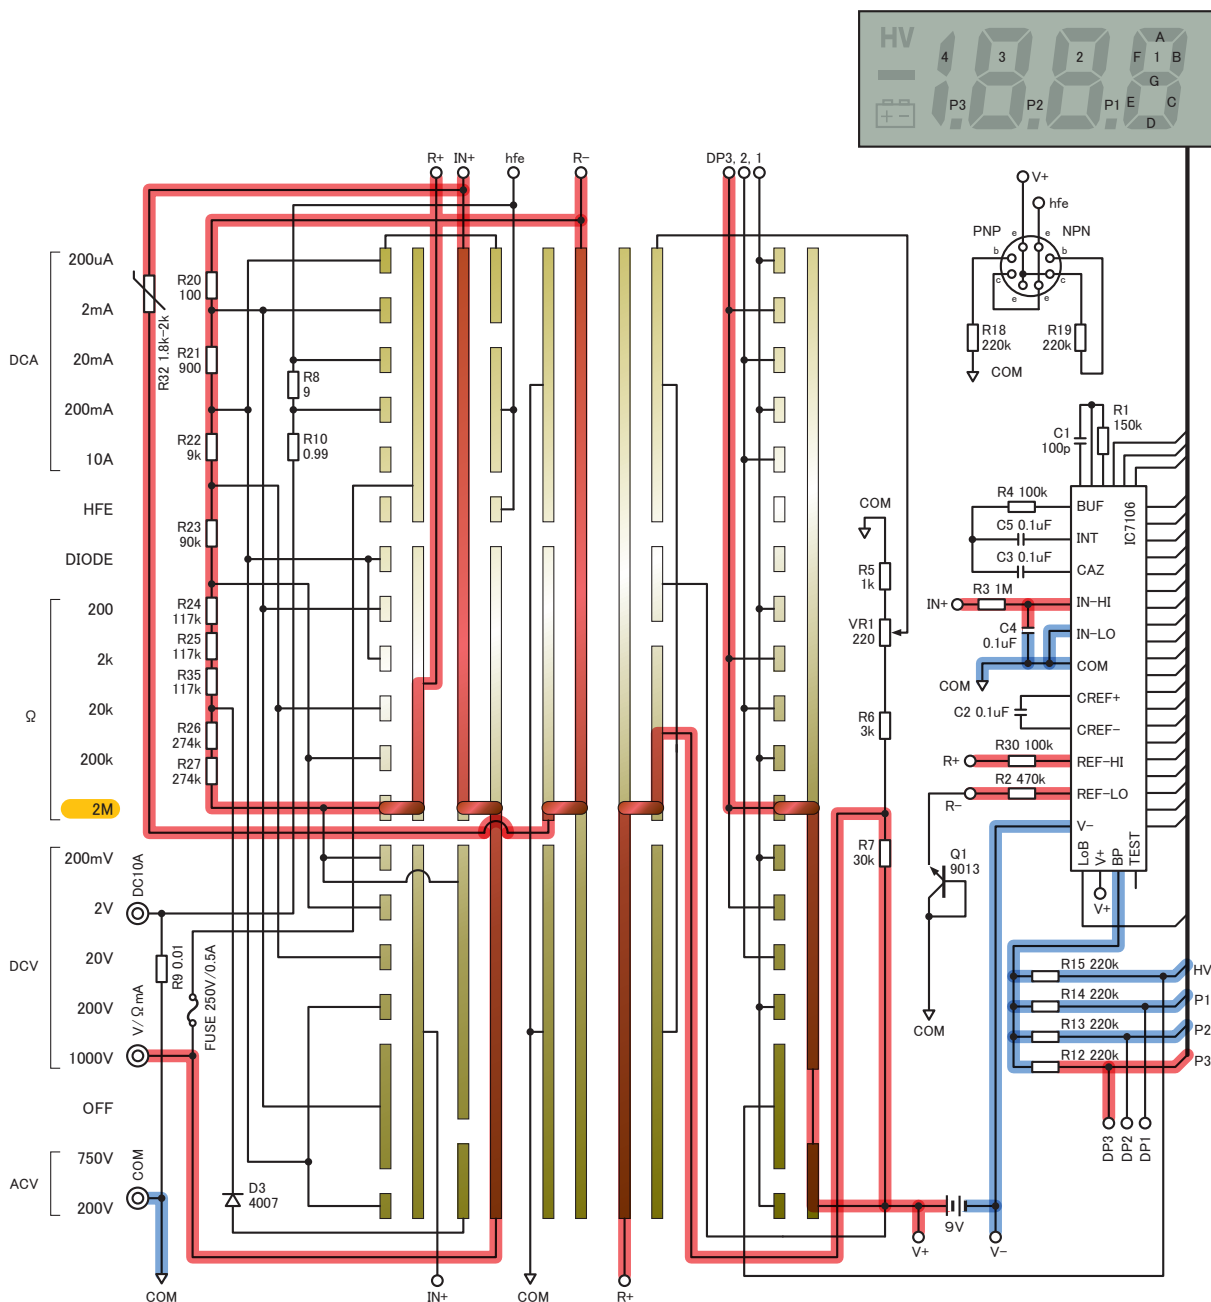 HV
4
3
2
A
F
1
B
G
P3
P2
P1
E
C
D
+ -
R+
IN+
hfe
R-
DP3, 2, 1
V+
hfe
PNP
NPN
e
e
b
b
c
c
e
e
R18
220k
R19
220k
COM
DCA
200uA
2mA
20mA
200mA
10A
HFE
DIODE
Ω
200
2k
20k
200k
2M
DCV
200mV
2V
20V
200V
1000V
OFF
ACV
750V
200V
R32 1.8k-2k
R20
100
R21
900
R22
9k
R23
90k
R24
117k
R25
117k
R35
117k
R26
274k
R27
274k
R8
9
R10
0.99
DC10A
R9 0.01
V/ΩmA
FUSE 250V/0.5A
COM
D3
4007
COM
IN+
COM
R+
COM
R5
1k
VR1
220
R6
3k
R7
30k
C1
100p
R1
150k
IC7106
R4 100k
BUF
C5 0.1uF
INT
C3 0.1uF
CAZ
IN+
R3 1M
IN-HI
C4
0.1uF
IN-LO
COM
COM
CREF+
C2 0.1uF
CREF-
R+
R30 100k
REF-HI
R-
R2 470k
REF-LO
V-
LoB
V+
BP
TEST
V+
Q1
9013
COM
R15 220k
HV
R14 220k
P1
R13 220k
P2
R12 220k
P3
DP3
DP2
DP1
9V
V+
V-